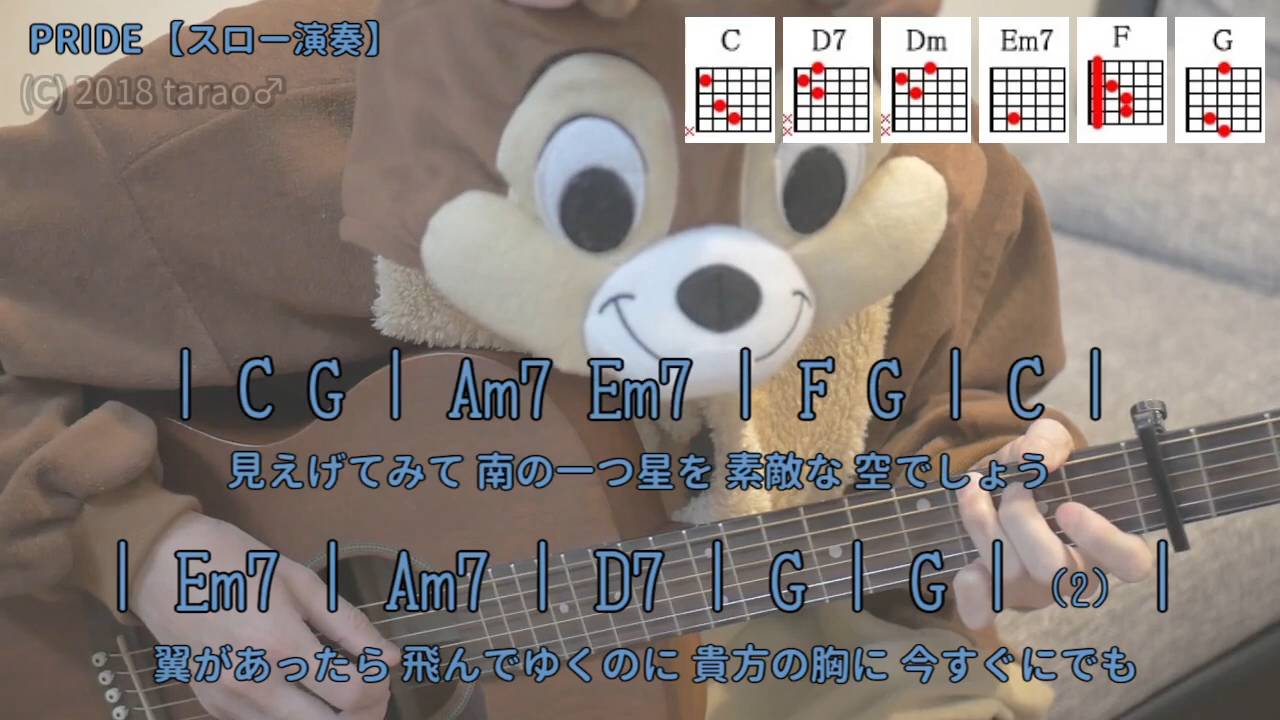 PRIDE【スロー演奏】
(C) 2018 tarao♂
C D7 Dm Em7 F G
| C G | Am7 Em7 | F G | C |
見えげてみて 南の一つ星を 素敵な 空でしょう
| Em7 | Am7 | D7 | G | G | (2) |
翼があったら 飛んでゆくのに 貴方の胸に 今すぐにでも